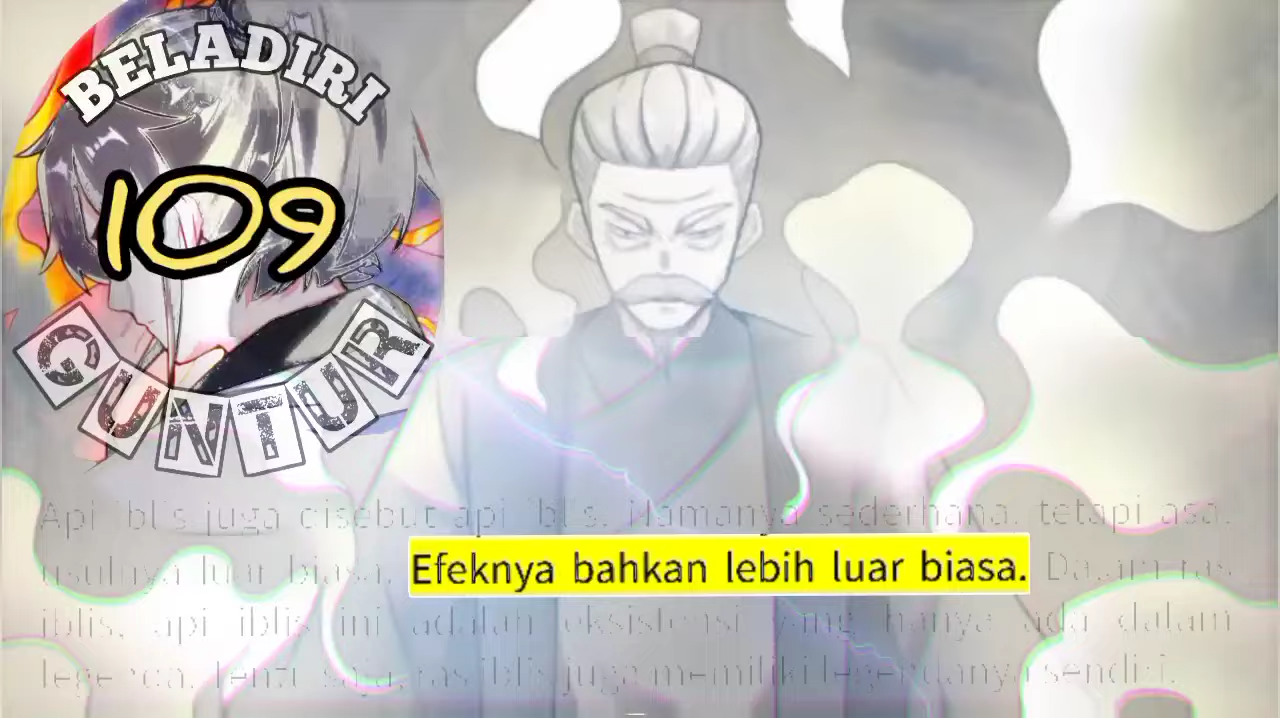 BELADIRI
109
GUNTUR
Api iblis juga disebut api iblis. Namanya sederhana, tetapi asal
usulnya luar biasa. Efeknya bahkan lebih luar biasa. Dalam ras
iblis, api iblis ini adalah eksistensi yang hanya ada dalam
legenda. Tentu saja, ras iblis juga memiliki legendanya sendiri.